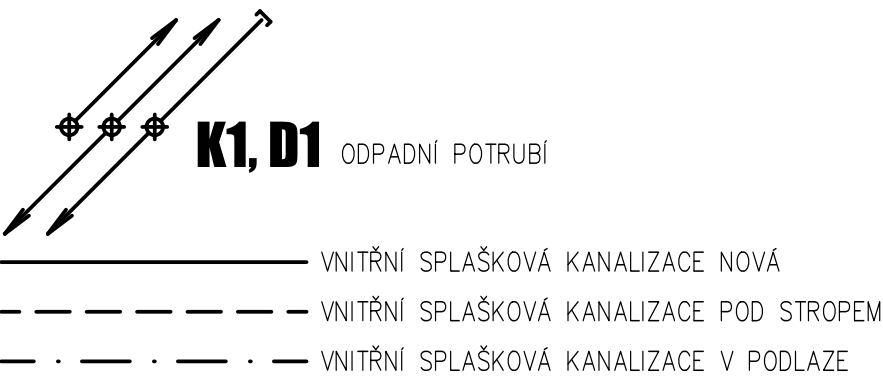 K1, D1 ODPADNÍ POTRUBÍ
VNITŘNÍ SPLAŠKOVÁ KANALIZACE NOVÁ
VNITŘNÍ SPLAŠKOVÁ KANALIZACE POD STROPEM
VNITŘNÍ SPLAŠKOVÁ KANALIZACE V PODLAZE